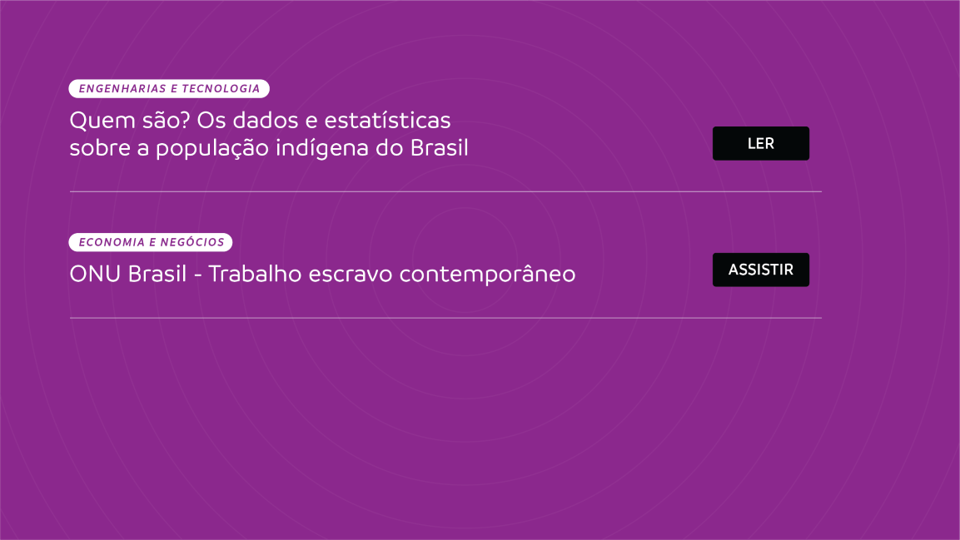 ENGENHARIAS E TECNOLOGIA
Quem são? Os dados e estatísticas
sobre a população indígena do Brasil
LER
ECONOMIA E NEGÓCIOS
ONU Brasil - Trabalho escravo contemporâneo
ASSISTIR